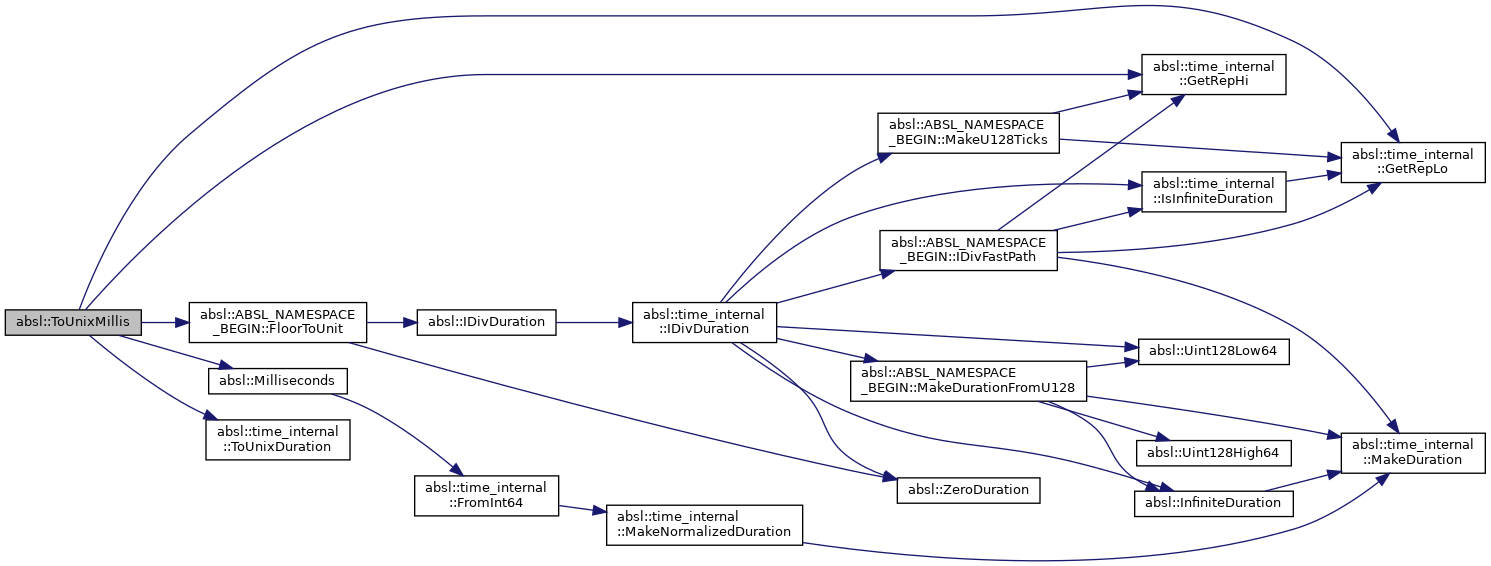 absl::ToUnixMillis
absl::ABSL_NAMESPACE
_BEGIN::FloorToUnit
absl::Milliseconds
absl::time_internal
::ToUnixDuration
absl::IDivDuration
absl::time_internal
::FromInt64
absl::time_internal
::IDivDuration
absl::time_internal
::MakeNormalizedDuration
absl::ABSL_NAMESPACE
_BEGIN::MakeU128Ticks
absl::ABSL_NAMESPACE
_BEGIN::IDivFastPath
absl::ABSL_NAMESPACE
_BEGIN::MakeDurationFromU128
absl::ZeroDuration
absl::time_internal
::GetRepHi
absl::time_internal
::IsInfiniteDuration
absl::Uint128Low64
absl::Uint128High64
absl::InfiniteDuration
absl::time_internal
::GetRepLo
absl::time_internal
::MakeDuration